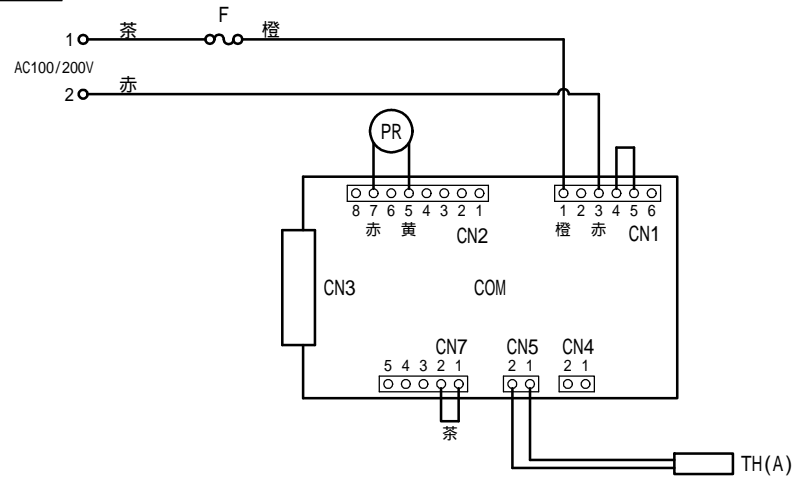 F
1 茶 橙
AC100/200V
2 赤
PR
8 7 6 5 4 3 2 1
1 2 3 4 5 6
赤 黄
CN2
橙 赤
CN1
CN3
COM
CN7
CN5
CN4
5 4 3 2 1
2 1
2 1
茶
TH(A)